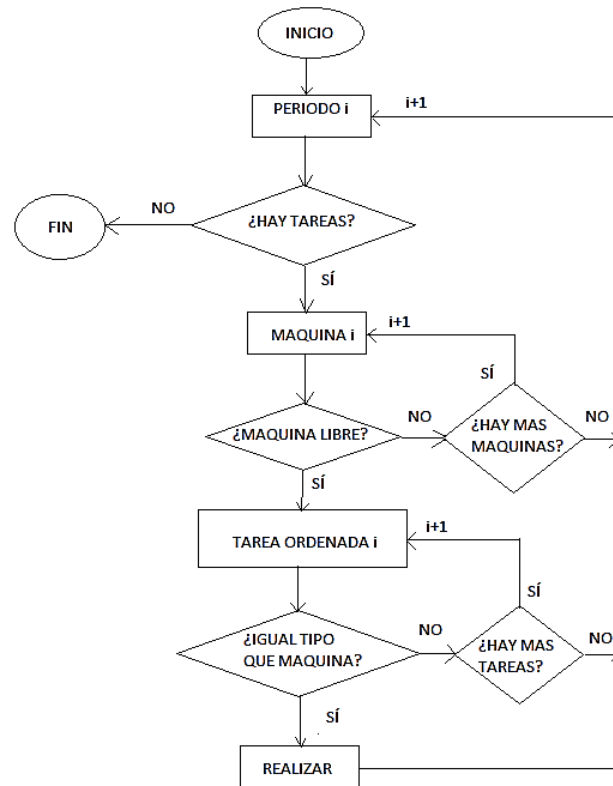 INICIO
PERIODO i
i+1
¿HAY TAREAS?
NO
FIN
SÍ
MAQUINA i
i+1
SÍ
¿MAQUINA LIBRE?
NO
¿HAY MAS
MAQUINAS?
NO
SÍ
TAREA ORDENADA i
i+1
SÍ
¿IGUAL TIPO
QUE MAQUINA?
NO
¿HAY MAS
TAREAS?
NO
SÍ
REALIZAR